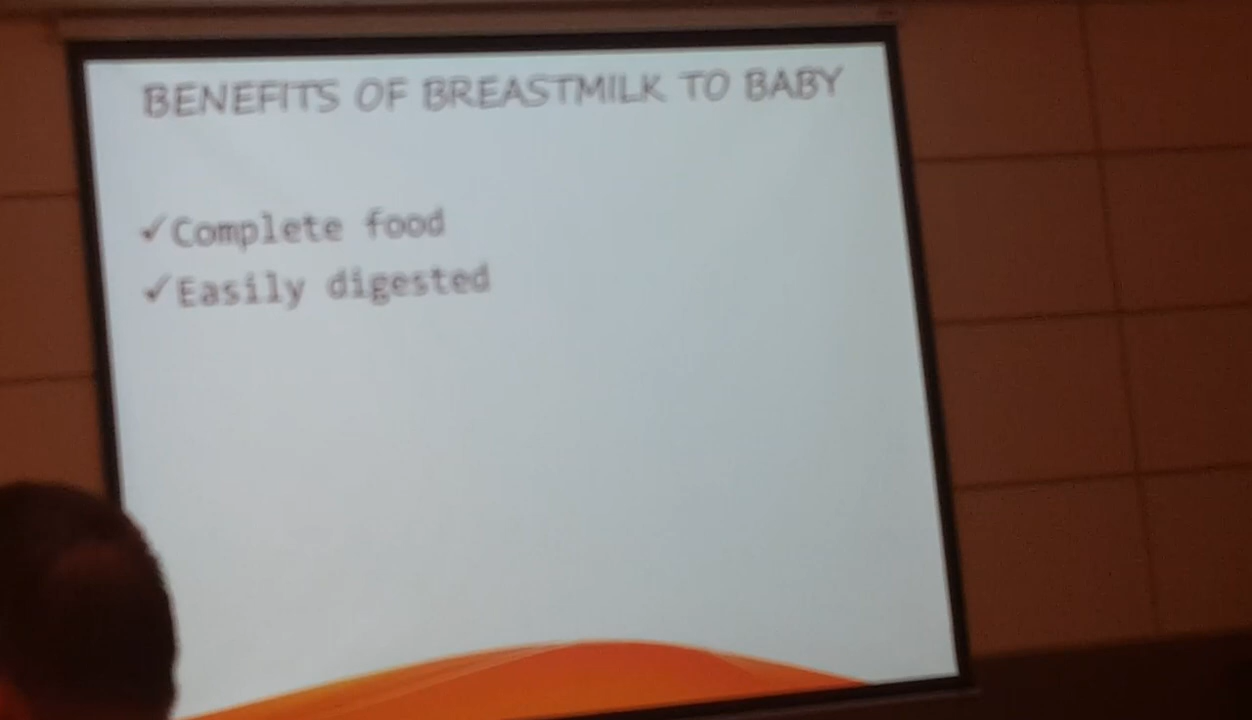 BENEFITS OF BREASTMILK TO BABY
✓Complete food
✓Easily digested